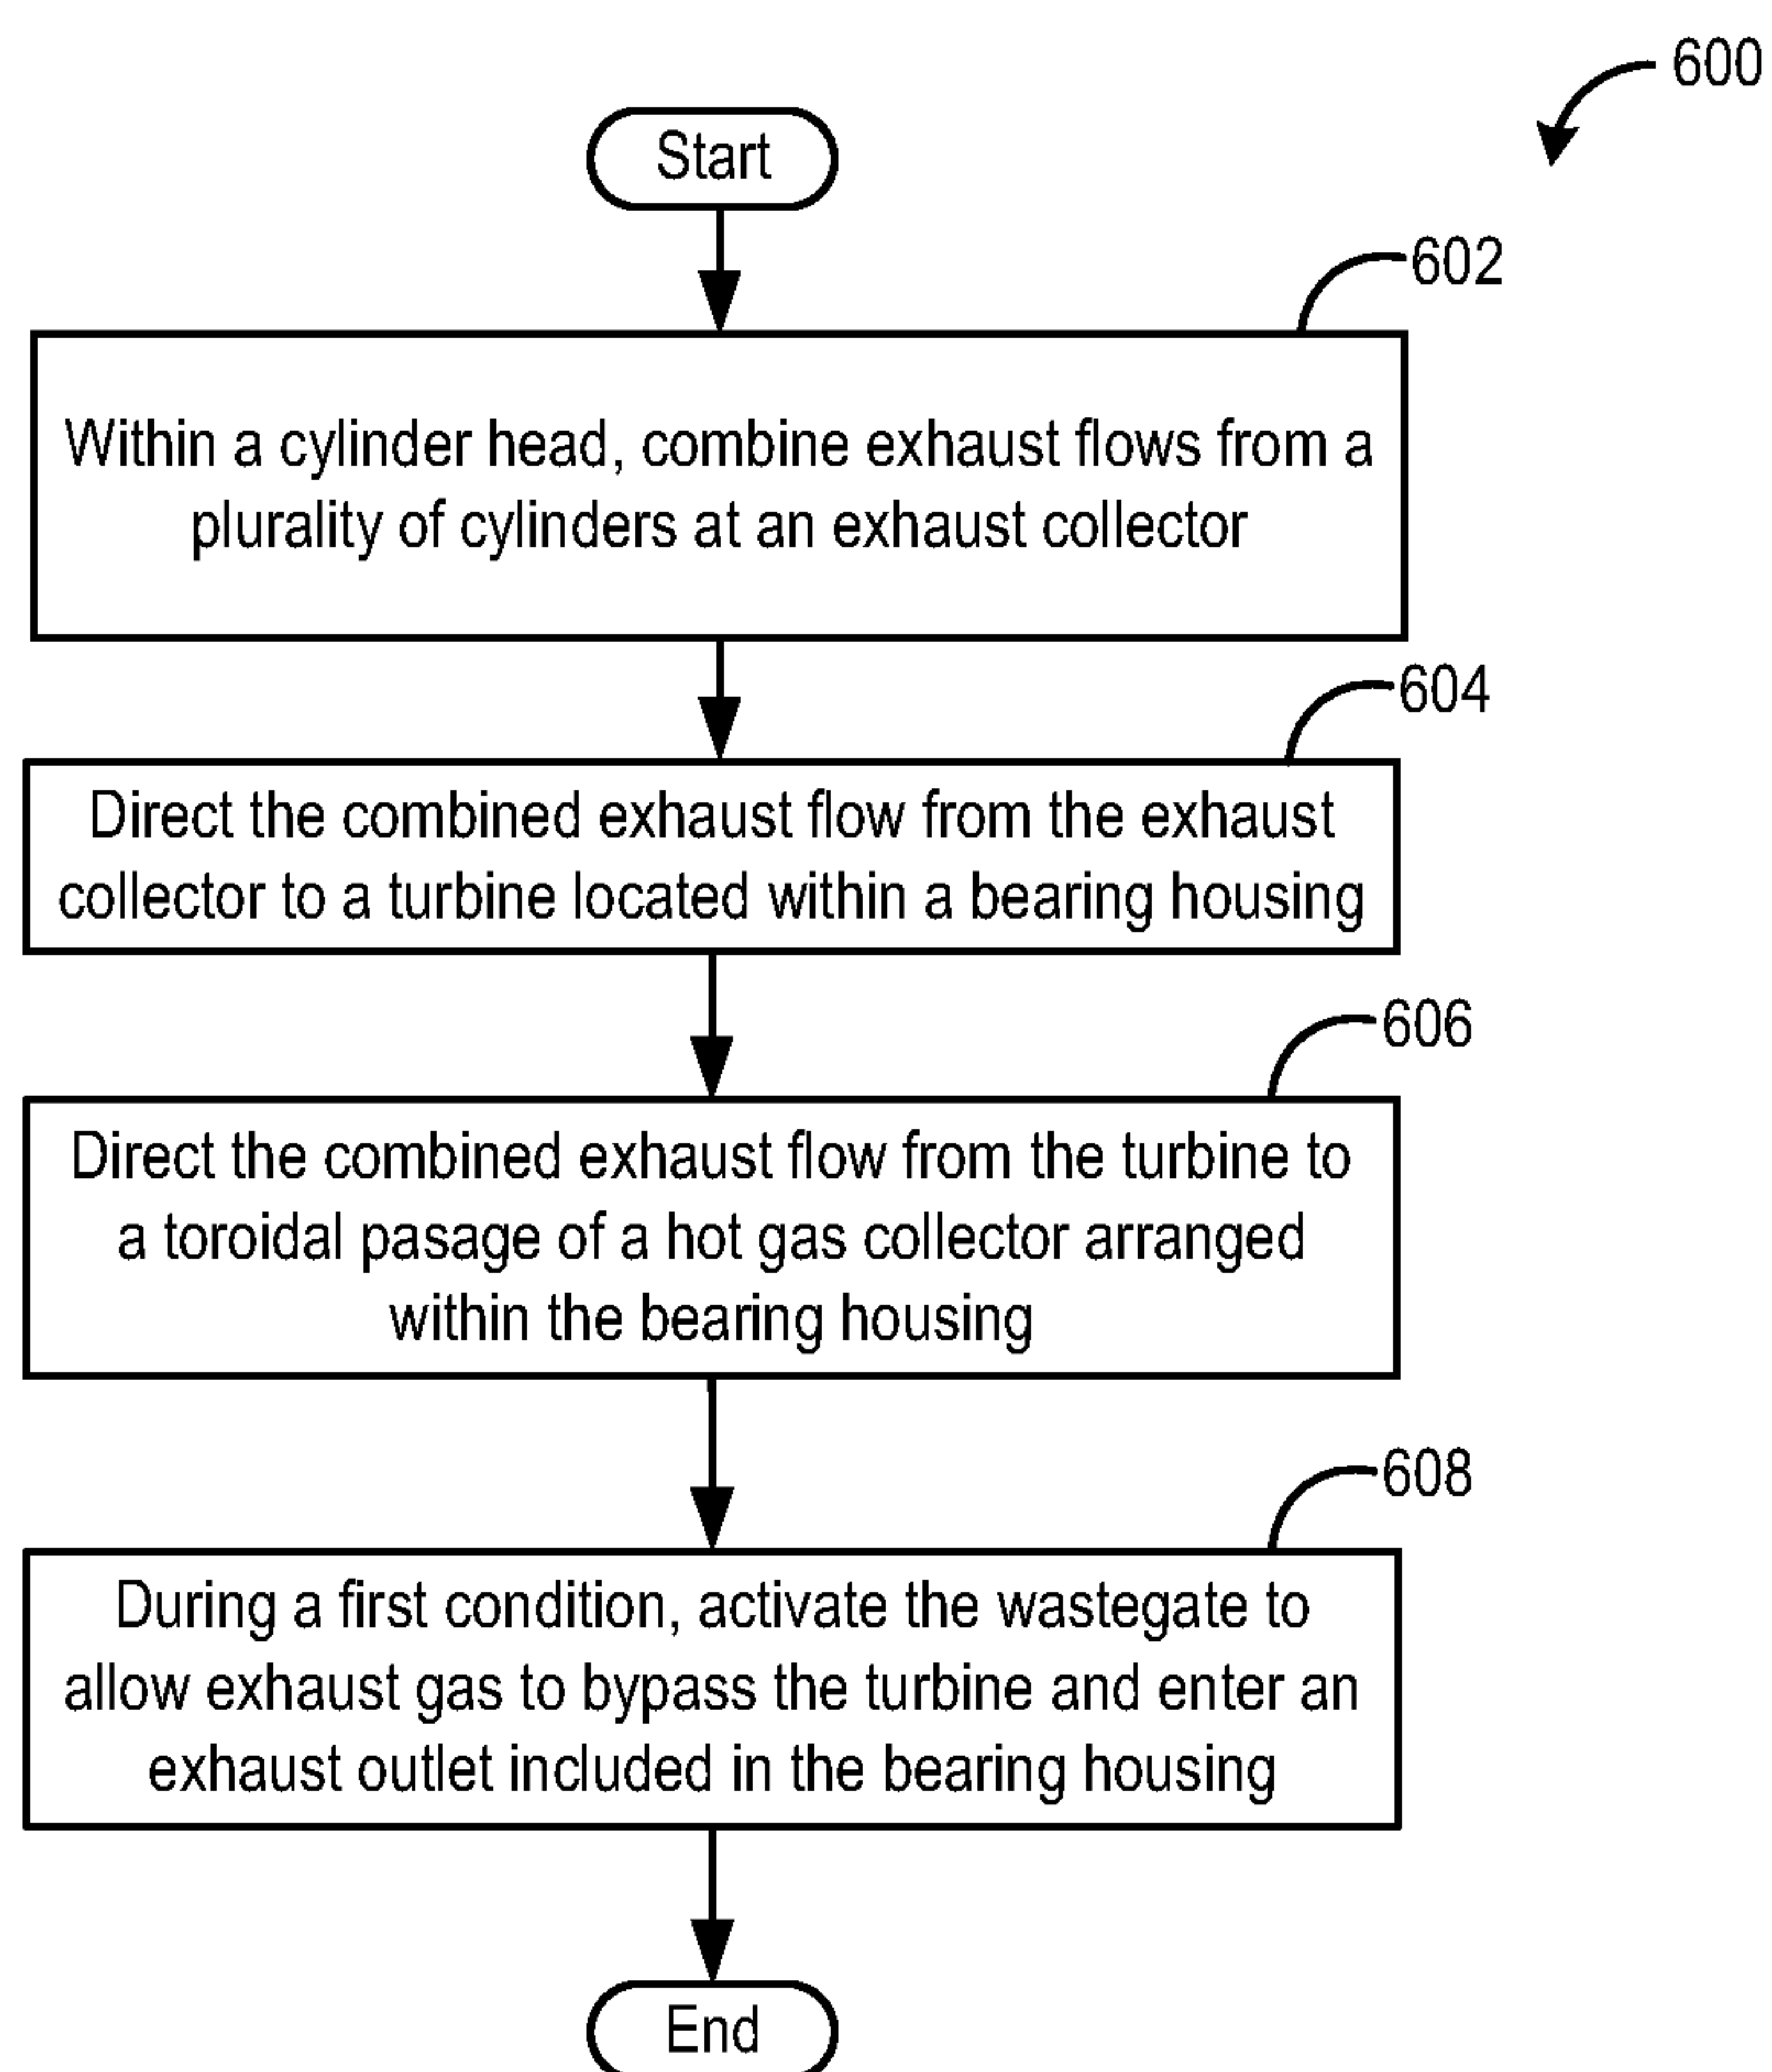 600
Start
602
Within a cylinder head, combine exhaust flows from a
plurality of cylinders at an exhaust collector
604
Direct the combined exhaust flow from the exhaust
collector to a turbine located within a bearing housing
606
Direct the combined exhaust flow from the turbine to
a toroidal pasage of a hot gas collector arranged
within the bearing housing
608
During a first condition, activate the wastegate to
allow exhaust gas to bypass the turbine and enter an
exhaust outlet included in the bearing housing
End